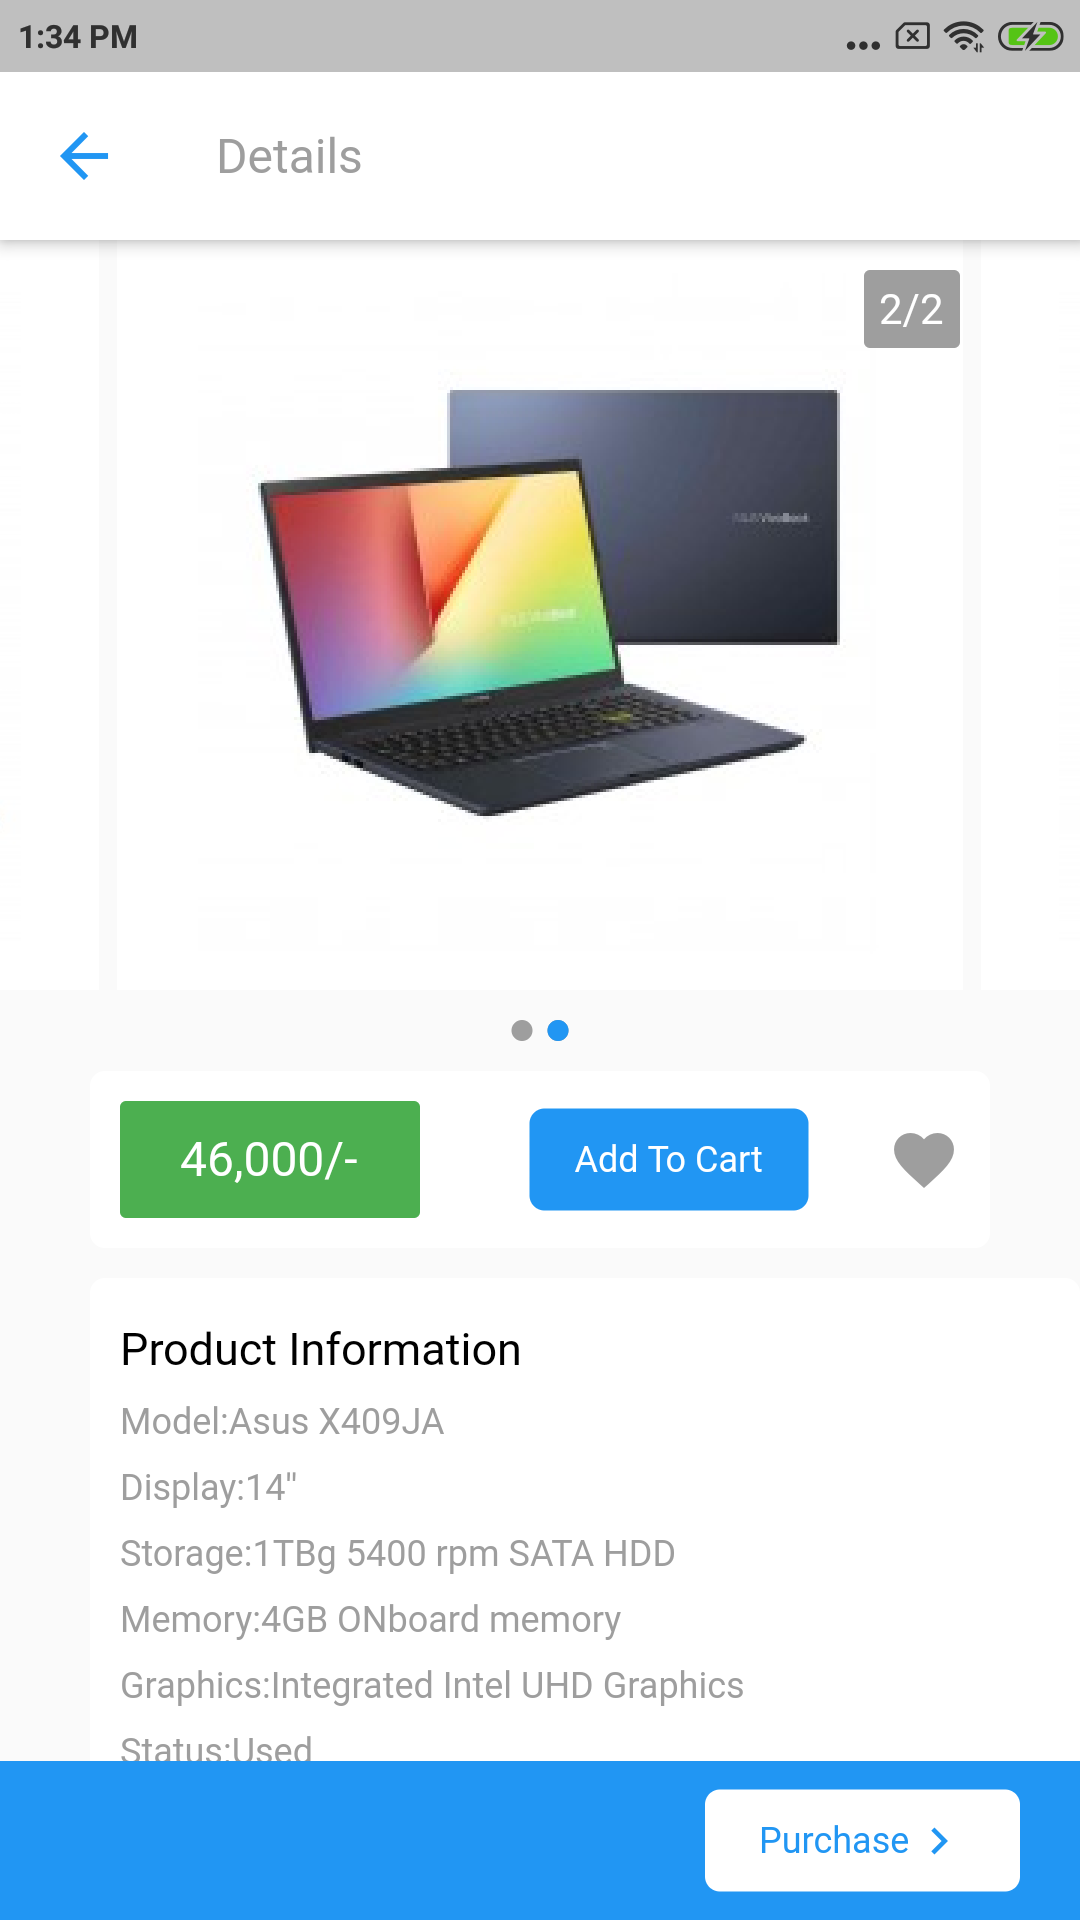 1:34 PM
Details
2/2
46,000/-
Add To Cart
Product Information
Model:Asus X409JA
Display:14"
Storage:1TBg 5400 rpm SATA HDD
Memory:4GB ONboard memory
Graphics:Integrated Intel UHD Graphics
Status:Used
Purchase